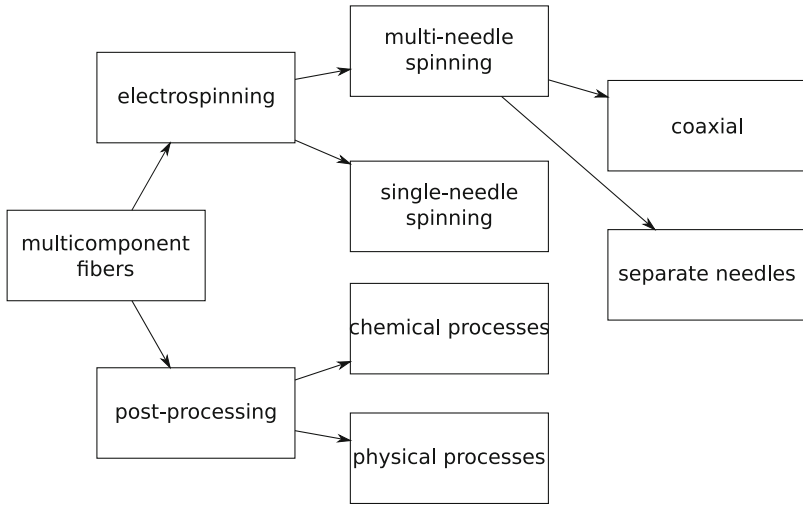 multi-needle
spinning
electrospinning
coaxial
single-needle
spinning
multicomponent
fibers
separate needles
chemical processes
post-processing
physical processes